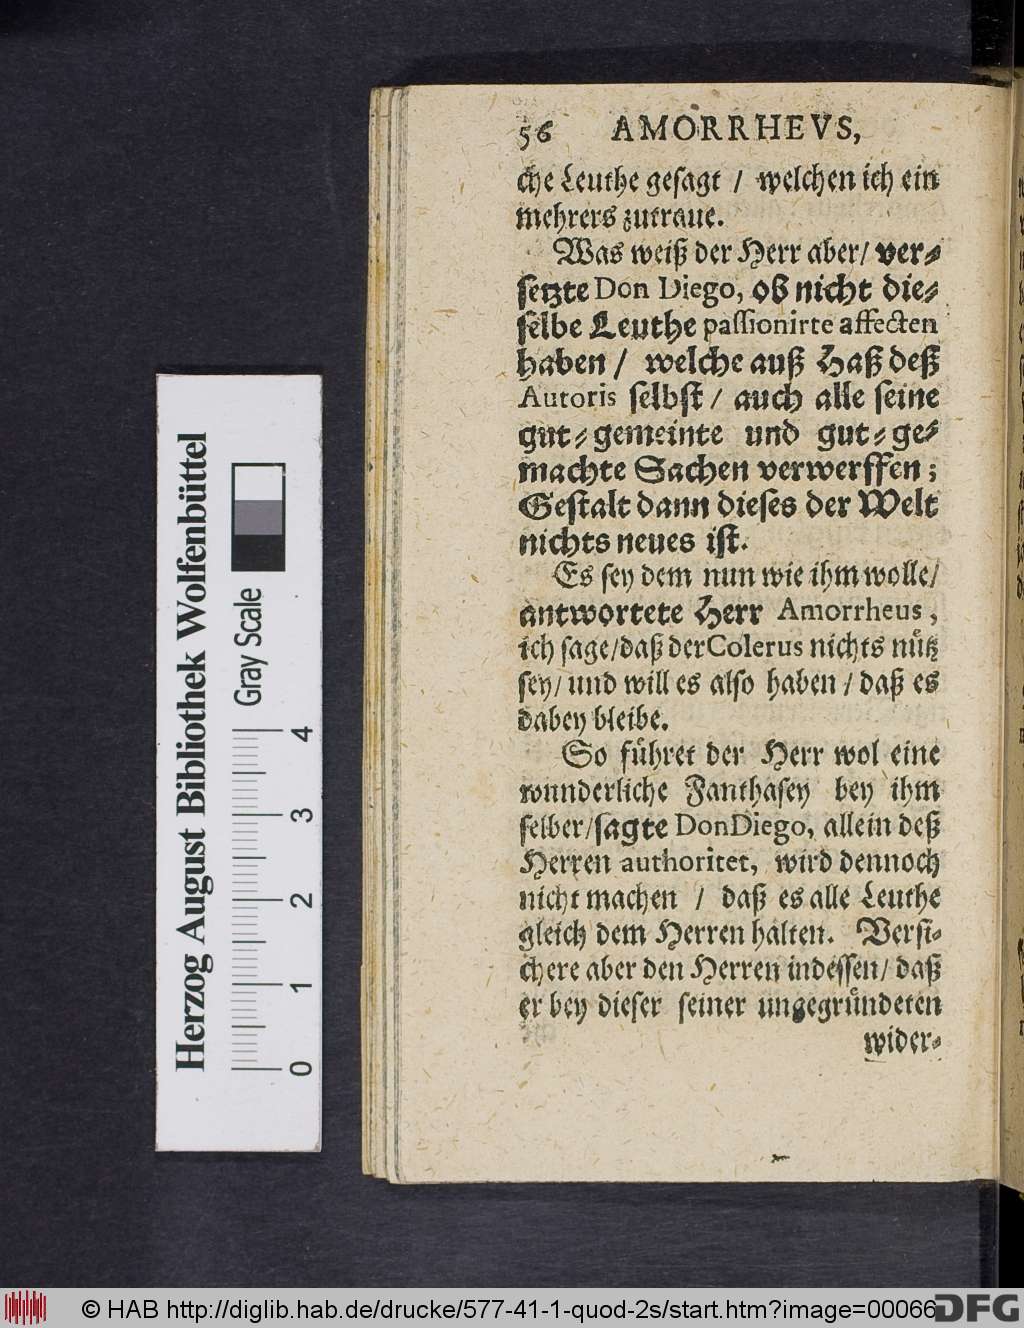 56 AMORRHEVS,
che Leuthe gesagt / welchen ich ein
mehrers zutraue.
Was weiß der Herr aber/ ver-
setzte Don Diego, ob nicht die-
selbe Leuthe passionirte affecten
haben / welche auß Haß deß
Autoris selbst / auch alle seine
gut-gemeinte und gut-ge-
machte Sachen verwerffen ;
Gestalt dann dieses der Welt
nichts neues ist.
Es sey dem nun wie ihm wolle/
antwortete Herr Amorrheus,
ich sage/daß der Colerus nichts nütz
sey/ und will es also haben / daß es
dabey bleibe.
So führet der Herr wol eine
wunderliche Fanthasey bey ihm
selber/sagte Don Diego, allein deß
Herren authoritet, wird dennoch
nicht machen / daß es alle Leuthe
gleich dem Herren halten. Versi-
chere aber den Herren indessen/ daß
er bey dieser seiner ungegründeten
wider-
Herzog August Bibliothek Wolfenbüttel
Gray Scale
0 1 2 3 4
© HAB http://diglib.hab.de/drucke/577-41-1-quod-2s/start.htm?image=00066
DFG